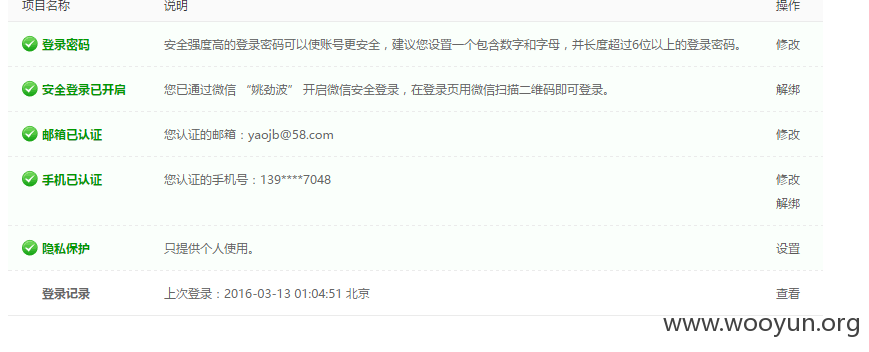 项目名称 说明 操作
登录密码 安全强度高的登录密码可以使账号更安全，建议您设置一个包含数字和字母，并长度超过6位以上的登录密码。 修改
安全登录已开启 您已通过微信 “姚劲波” 开启微信安全登录，在登录页用微信扫描二维码即可登录。 解绑
邮箱已认证 您认证的邮箱：yaojb@58.com 修改
手机已认证 您认证的手机号：139****7048 修改
解绑
隐私保护 只提供个人使用。 设置
登录记录 上次登录：2016-03-13 01:04:51 北京 查看
www.wooyun.org